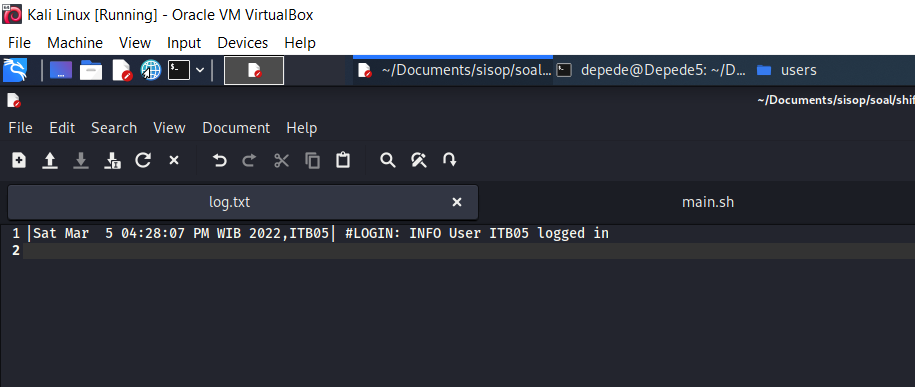 Kali Linux [Running] - Oracle VM VirtualBox
File Machine View Input Devices Help
~/Documents/sisop/soal... depede@Depede5: ~/D... users
~/Documents/sisop/soal/shif
File Edit Search View Document Help
log.txt main.sh
1 |Sat Mar  5 04:28:07 PM WIB 2022,ITB05| #LOGIN: INFO User ITB05 logged in
2